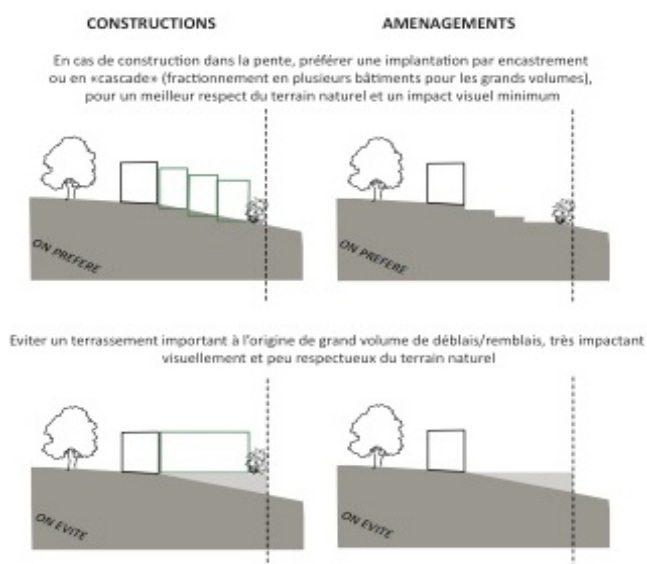 CONSTRUCTIONS
AMENAGEMENTS
En cas de construction dans la pente, préférer une implantation par encastrement
ou en «cascade» (fractionnement en plusieurs bâtiments pour les grands volumes),
pour un meilleur respect du terrain naturel et un impact visuel minimum
ON PREFERE
ON PREFERE
Eviter un terrassement important à l'origine de grand volume de déblais/remblais, très impactant
visuellement et peu respectueux du terrain naturel
ON EVITE
ON EVITE